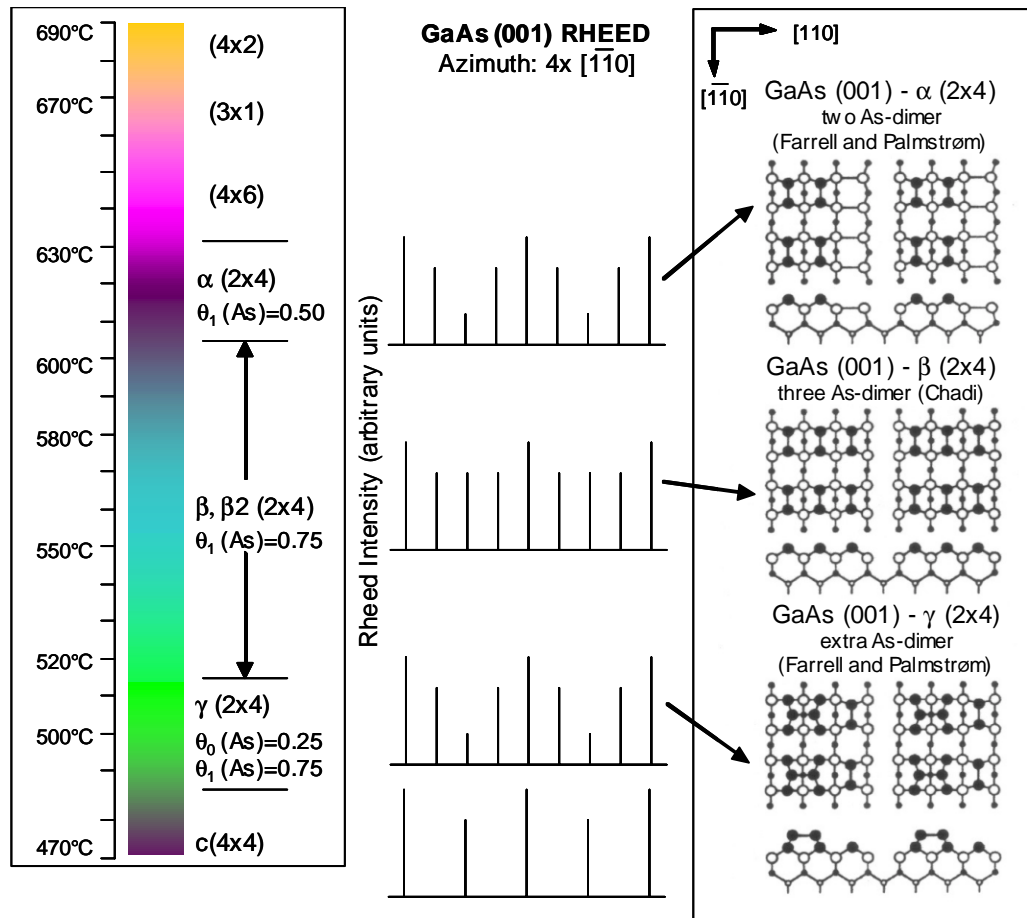 690°C
670°C
630°C
600°C
580°C
550°C
520°C
500°C
470°C
(4x2)
(3x1)
(4x6)
α (2x4)
θ₁ (As)=0.50
β, β2 (2x4)
θ₁ (As)=0.75
γ (2x4)
θ₀ (As)=0.25
θ₁ (As)=0.75
c(4x4)
GaAs (001) RHEED
Azimuth: 4x [1̅10]
Rheed Intensity (arbitrary units)
[110]
[1̅10]
GaAs (001) - α (2x4)
two As-dimer
(Farrell and Palmstrøm)
GaAs (001) - β (2x4)
three As-dimer (Chadi)
GaAs (001) - γ (2x4)
extra As-dimer
(Farrell and Palmstrøm)